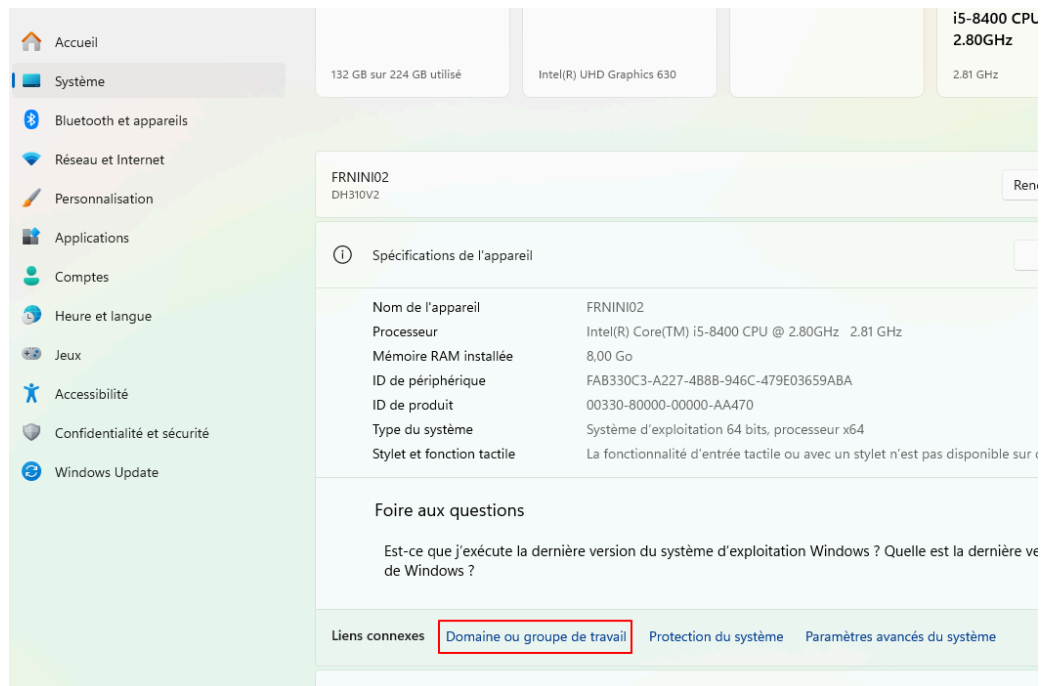 Accueil
Système
Bluetooth et appareils
Réseau et Internet
Personnalisation
Applications
Comptes
Heure et langue
Jeux
Accessibilité
Confidentialité et sécurité
Windows Update
132 GB sur 224 GB utilisé
Intel(R) UHD Graphics 630
i5-8400 CPU
2.80GHz
2.81 GHz
FRNINI02
DH310V2
Spécifications de l'appareil
Nom de l'appareil FRNINI02
Processeur Intel(R) Core(TM) i5-8400 CPU @ 2.80GHz 2.81 GHz
Mémoire RAM installée 8,00 Go
ID de périphérique FAB330C3-A227-4B8B-946C-479E03659ABA
ID de produit 00330-80000-00000-AA470
Type du système Système d'exploitation 64 bits, processeur x64
Stylet et fonction tactile La fonctionnalité d'entrée tactile ou avec un stylet n'est pas disponible sur
Foire aux questions
Est-ce que j'exécute la dernière version du système d'exploitation Windows ? Quelle est la dernière
de Windows ?
Liens connexes Domaine ou groupe de travail Protection du système Paramètres avancés du système